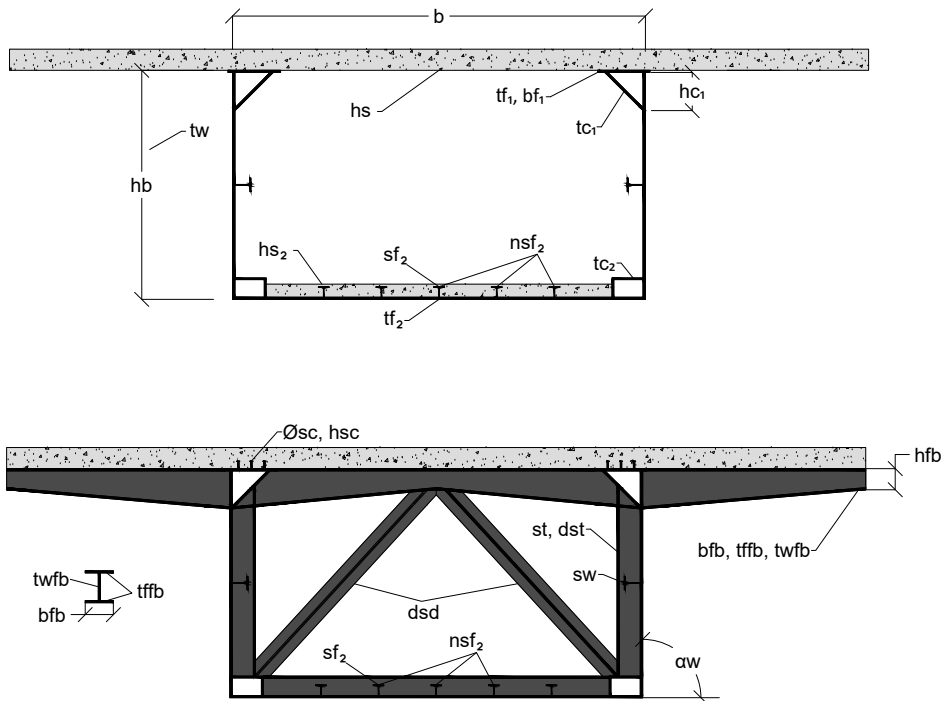 b
tf₁, bf₁
hc₁
hs
tc₁
tw
hb
hs₂
sf₂
nsf₂
tc₂
tf₂
Øsc, hsc
hfb
st, dst
bfb, tffb, twfb
twfb
tffb
bfb
sw
dsd
sf₂
nsf₂
αw